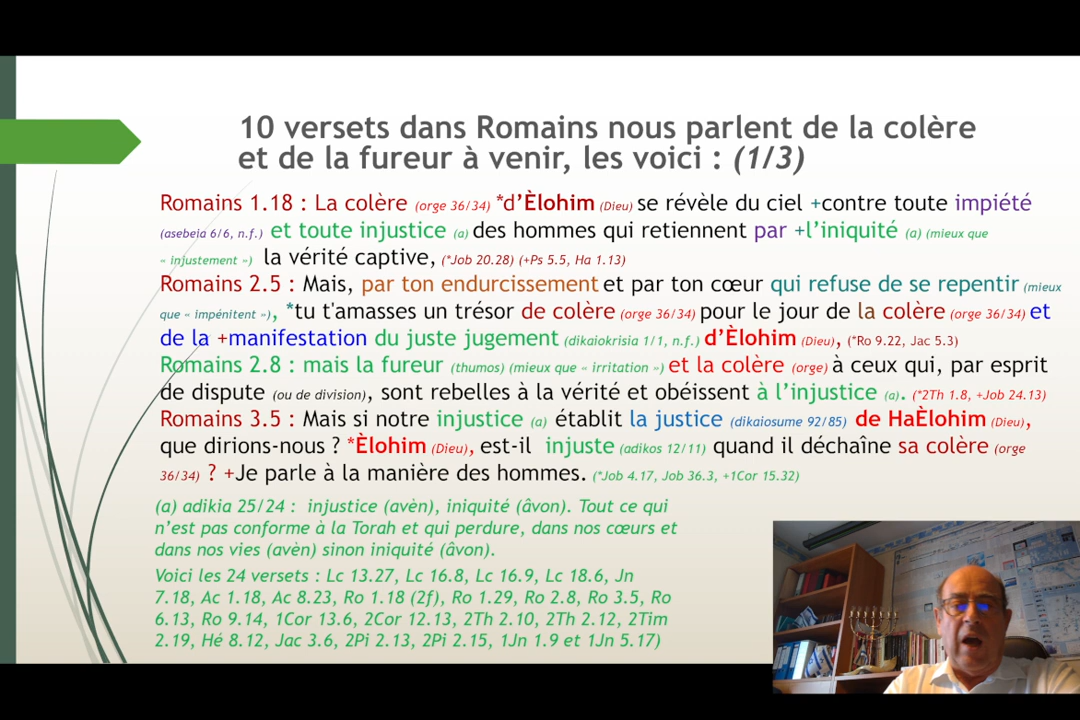 10 versets dans Romains nous parlent de la colère
et de la fureur à venir, les voici : (1/3)
Romains 1.18 : La colère (orge 36/34) *d'Èlohim (Dieu) se révèle du ciel +contre toute impiété
(asebeia 6/6, n.f.) et toute injustice (a) des hommes qui retiennent par +l'iniquité (a) (mieux que
« injustement ») la vérité captive, (*Job 20.28) (+Ps 5.5, Ha 1.13)
Romains 2.5 : Mais, par ton endurcissement et par ton cœur qui refuse de se repentir (mieux
que « impénitent »), *tu t'amasses un trésor de colère (orge 36/34) pour le jour de la colère (orge 36/34) et
de la +manifestation du juste jugement (dikaiokrisia 1/1, n.f.) d'Èlohim (Dieu), (*Ro 9.22, Jac 5.3)
Romains 2.8 : mais la fureur (thumos) (mieux que « irritation ») et la colère (orge) à ceux qui, par esprit
de dispute (ou de division), sont rebelles à la vérité et obéissent à l'injustice (a). (*2Th 1.8, +Job 24.13)
Romains 3.5 : Mais si notre injustice (a) établit la justice (dikaiosume 92/85) de HaÈlohim (Dieu),
que dirions-nous ? *Èlohim (Dieu), est-il injuste (adikos 12/11) quand il déchaîne sa colère (orge
36/34) ? +Je parle à la manière des hommes. (*Job 4.17, Job 36.3, +1Cor 15.32)
(a) adikia 25/24 : injustice (avèn), iniquité (âvon). Tout ce qui
n'est pas conforme à la Torah et qui perdure, dans nos cœurs et
dans nos vies (avèn) sinon iniquité (âvon).
Voici les 24 versets : Lc 13.27, Lc 16.8, Lc 16.9, Lc 18.6, Jn
7.18, Ac 1.18, Ac 8.23, Ro 1.18 (2f), Ro 1.29, Ro 2.8, Ro 3.5, Ro
6.13, Ro 9.14, 1Cor 13.6, 2Cor 12.13, 2Th 2.10, 2Th 2.12, 2Tim
2.19, Hé 8.12, Jac 3.6, 2Pi 2.13, 2Pi 2.15, 1Jn 1.9 et 1Jn 5.17)